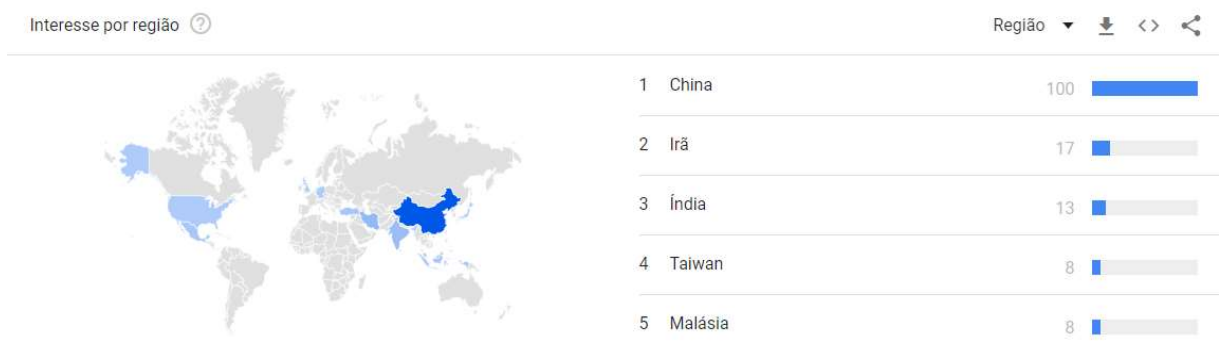 Interesse por região ?
Região
1 China 100
2 Irã 17
3 Índia 13
4 Taiwan 8
5 Malásia 8